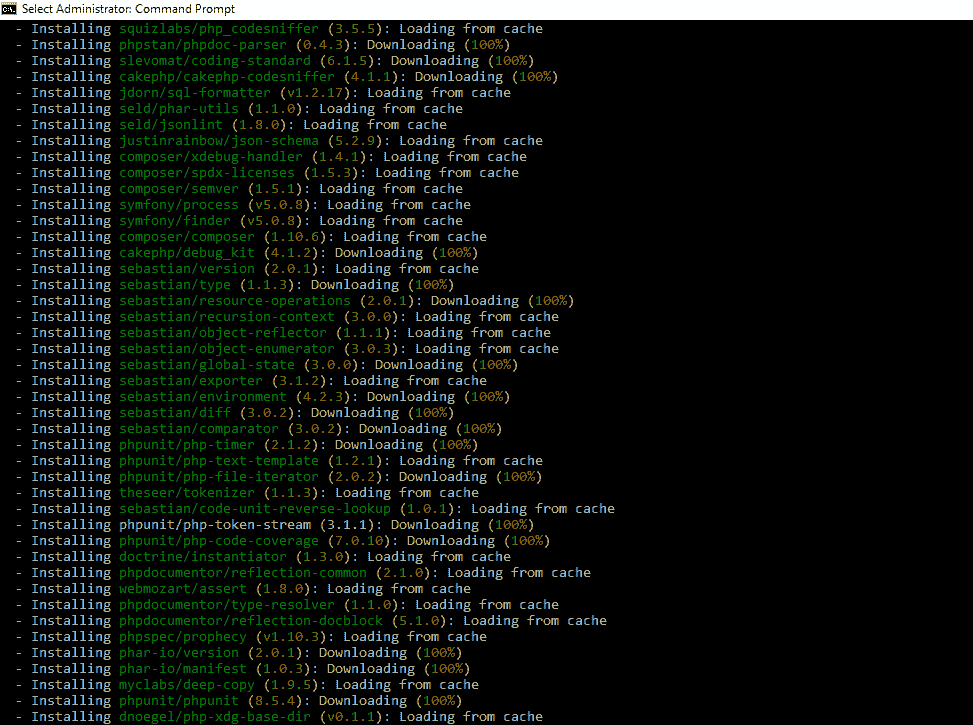 Select Administrator: Command Prompt
- Installing squizlabs/php_codesniffer (3.5.5): Loading from cache
- Installing phpstan/phpdoc-parser (0.4.3): Downloading (100%)
- Installing slevomat/coding-standard (6.1.5): Downloading (100%)
- Installing cakephp/cakephp-codesniffer (4.1.1): Downloading (100%)
- Installing jdorn/sql-formatter (v1.2.17): Loading from cache
- Installing seld/phar-utils (1.1.0): Loading from cache
- Installing seld/jsonlint (1.8.0): Loading from cache
- Installing justinrainbow/json-schema (5.2.9): Loading from cache
- Installing composer/xdebug-handler (1.4.1): Loading from cache
- Installing composer/spdx-licenses (1.5.3): Loading from cache
- Installing composer/semver (1.5.1): Loading from cache
- Installing symfony/process (v5.0.8): Loading from cache
- Installing symfony/finder (v5.0.8): Loading from cache
- Installing composer/composer (1.10.6): Loading from cache
- Installing cakephp/debug_kit (4.1.2): Downloading (100%)
- Installing sebastian/version (2.0.1): Loading from cache
- Installing sebastian/type (1.1.3): Downloading (100%)
- Installing sebastian/resource-operations (2.0.1): Downloading (100%)
- Installing sebastian/recursion-context (3.0.0): Loading from cache
- Installing sebastian/object-reflector (1.1.1): Loading from cache
- Installing sebastian/object-enumerator (3.0.3): Loading from cache
- Installing sebastian/global-state (3.0.0): Downloading (100%)
- Installing sebastian/exporter (3.1.2): Loading from cache
- Installing sebastian/environment (4.2.3): Downloading (100%)
- Installing sebastian/diff (3.0.2): Downloading (100%)
- Installing sebastian/comparator (3.0.2): Downloading (100%)
- Installing phpunit/php-timer (2.1.2): Downloading (100%)
- Installing phpunit/php-text-template (1.2.1): Loading from cache
- Installing phpunit/php-file-iterator (2.0.2): Downloading (100%)
- Installing theseer/tokenizer (1.1.3): Loading from cache
- Installing sebastian/code-unit-reverse-lookup (1.0.1): Loading from cache
- Installing phpunit/php-token-stream (3.1.1): Downloading (100%)
- Installing phpunit/php-code-coverage (7.0.10): Downloading (100%)
- Installing doctrine/instantiator (1.3.0): Loading from cache
- Installing phpdocumentor/reflection-common (2.1.0): Loading from cache
- Installing webmozart/assert (1.8.0): Loading from cache
- Installing phpdocumentor/type-resolver (1.1.0): Loading from cache
- Installing phpdocumentor/reflection-docblock (5.1.0): Loading from cache
- Installing phpspec/prophecy (v1.10.3): Loading from cache
- Installing phar-io/version (2.0.1): Downloading (100%)
- Installing phar-io/manifest (1.0.3): Downloading (100%)
- Installing myclabs/deep-copy (1.9.5): Loading from cache
- Installing phpunit/phpunit (8.5.4): Downloading (100%)
- Installing dnoegel/php-xdg-base-dir (v0.1.1): Loading from cache